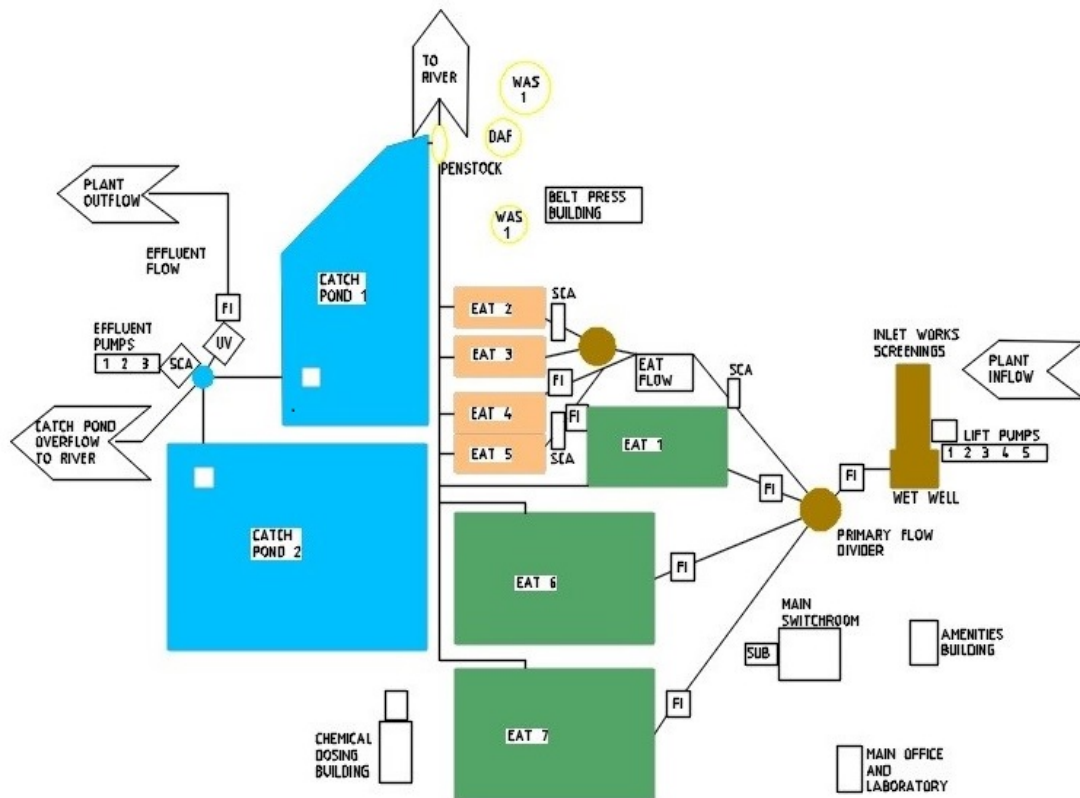 TO
RIVER
WAS
1
DAF
PENSTOCK
PLANT
OUTFLOW
BELT PRESS
BUILDING
WAS
1
EFFLUENT
FLOW
CATCH
POND 1
FI
UV
EFFLUENT
PUMPS
1 2 3
SCA
EAT 2
SCA
EAT 3
EAT
FLOW
FI
SCA
INLET WORKS
SCREENINGS
PLANT
INFLOW
EAT 4
FI
EAT 5
SCA
EAT 1
CATCH POND
OVERFLOW
TO RIVER
LIFT PUMPS
1 2 3 4 5
FI
FI
WET WELL
CATCH
POND 2
PRIMARY FLOW
DIVIDER
EAT 6
FI
MAIN
SWITCHROOM
SUB
AMENITIES
BUILDING
FI
EAT 7
CHEMICAL
DOSING
BUILDING
MAIN OFFICE
AND
LABORATORY